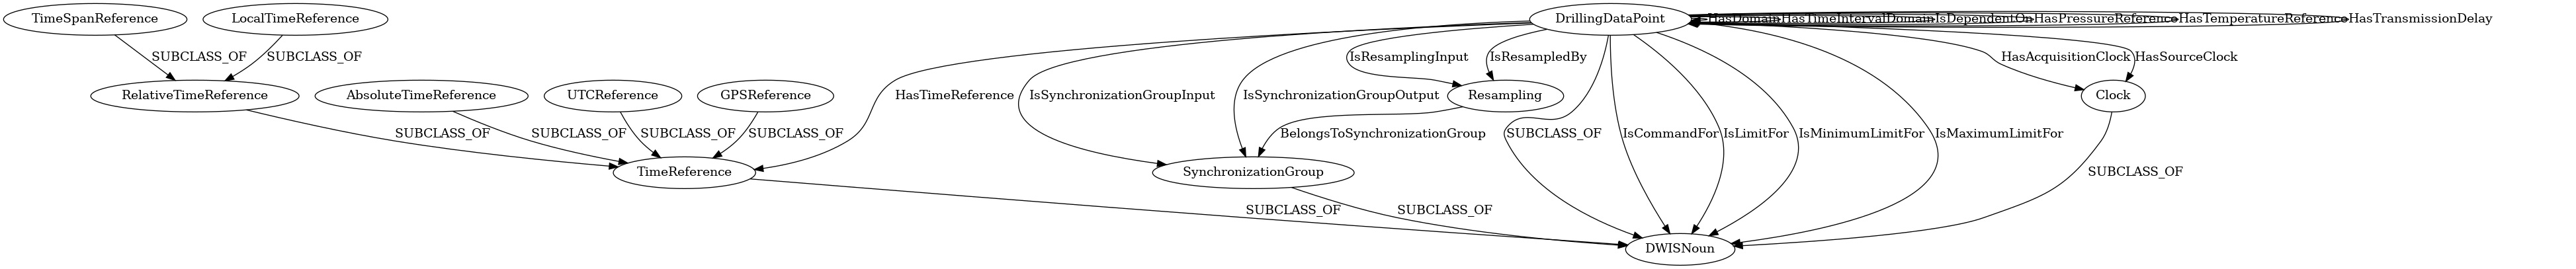 TimeSpanReference
LocalTimeReference
DrillingDataPoint
HasDomain
HasTimeIntervalDomain
IsDependentOn
HasPressureReference
HasTemperatureReference
HasTransmissionDelay
SUBCLASS_OF
SUBCLASS_OF
IsResamplingInput
IsResampledBy
HasAcquisitionClock
HasSourceClock
RelativeTimeReference
AbsoluteTimeReference
UTCReference
GPSReference
HasTimeReference
IsSynchronizationGroupInput
IsSynchronizationGroupOutput
Resampling
Clock
SUBCLASS_OF
SUBCLASS_OF
SUBCLASS_OF
SUBCLASS_OF
BelongsToSynchronizationGroup
SUBCLASS_OF
IsCommandFor
IsLimitFor
IsMinimumLimitFor
IsMaximumLimitFor
TimeReference
SynchronizationGroup
SUBCLASS_OF
SUBCLASS_OF
SUBCLASS_OF
DWISNoun